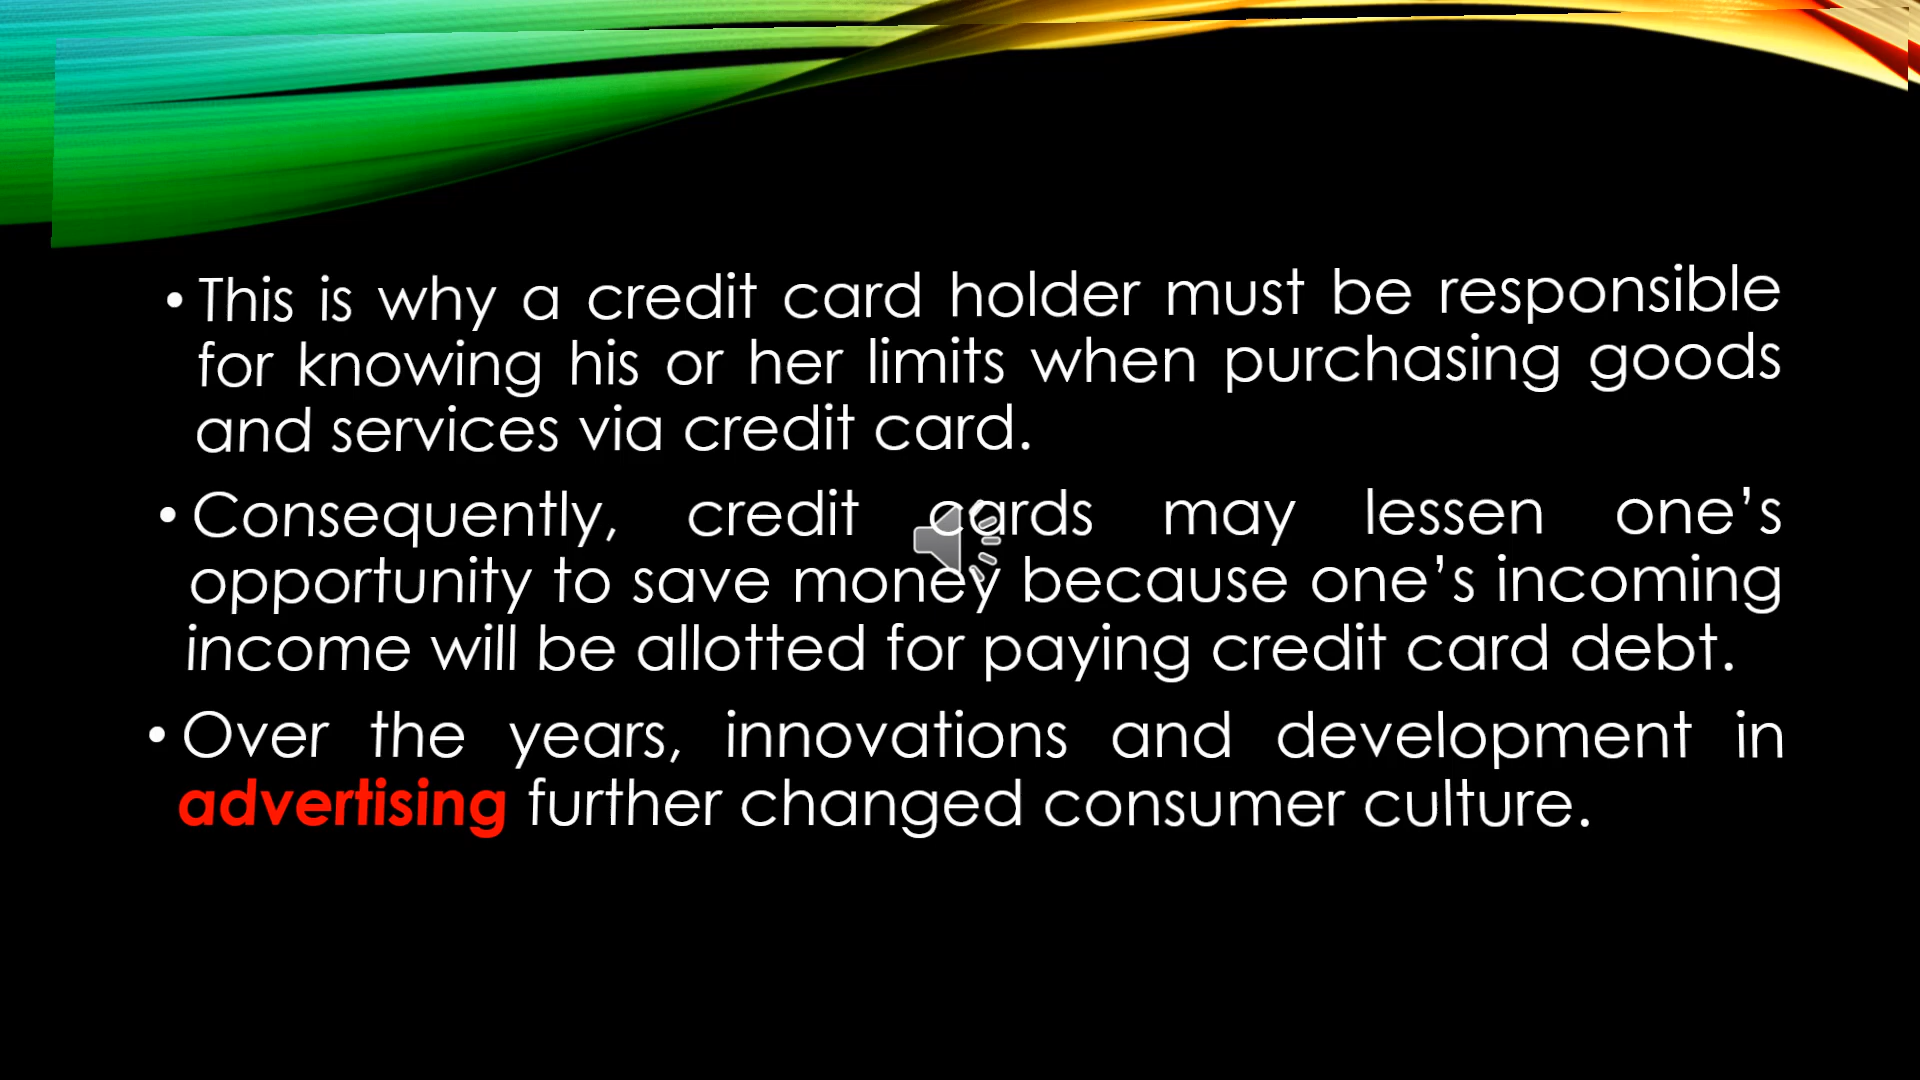 • This is why a credit card holder must be responsible
for knowing his or her limits when purchasing goods
and services via credit card.
• Consequently, credit cards may lessen one’s
opportunity to save money because one’s incoming
income will be allotted for paying credit card debt.
• Over the years, innovations and development in
advertising further changed consumer culture.